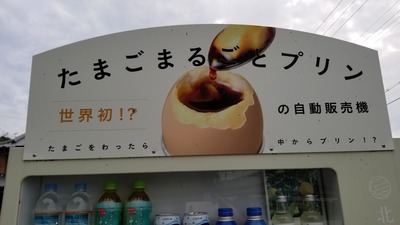 たまごまるごとプリン
世界初!?
の自動販売機
たまごをわったら
中からプリン!?
北